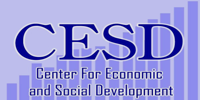 CESD
Center For Economic
and Social Development